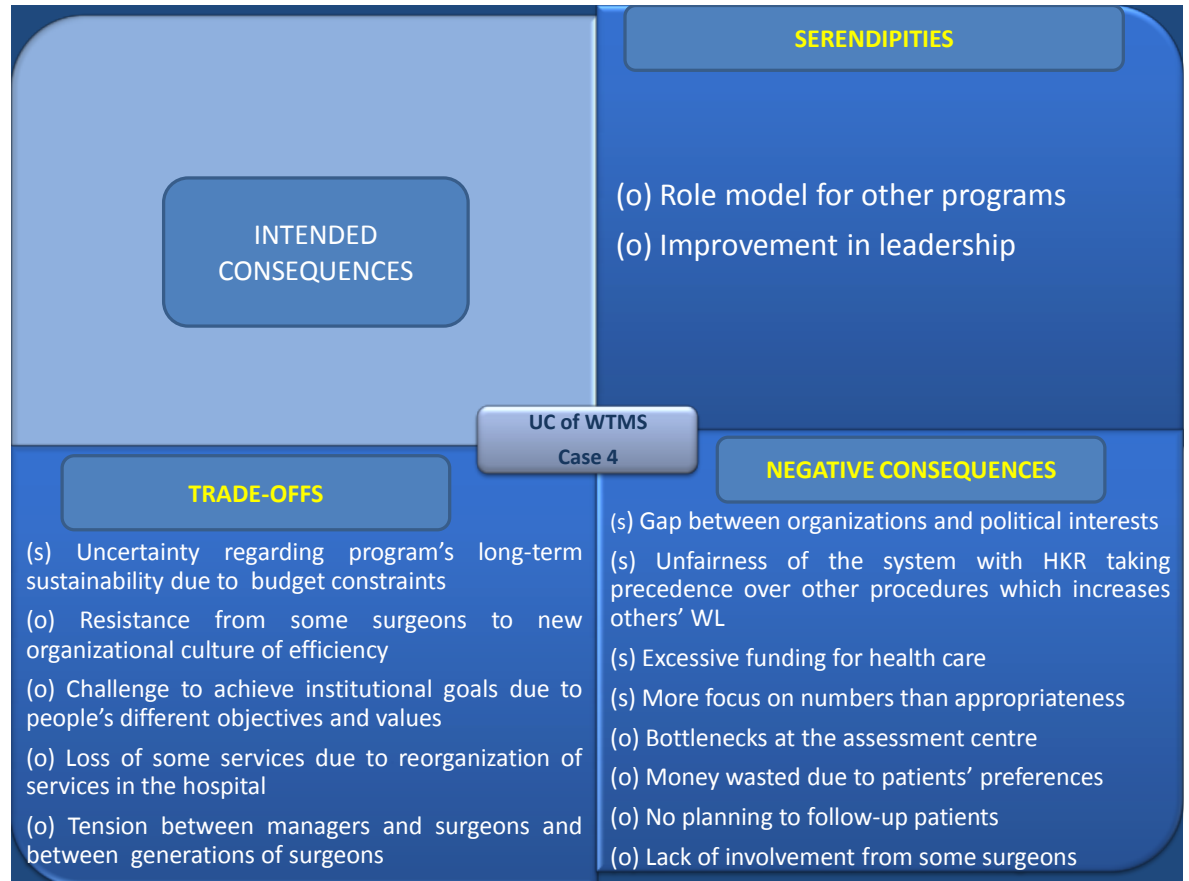 SERENDIPITIES
(o) Role model for other programs
(o) Improvement in leadership
INTENDED
CONSEQUENCES
UC of WTMS
Case 4
TRADE-OFFS
(s) Uncertainty regarding program's long-term
sustainability due to budget constraints
(o) Resistance from some surgeons to new
organizational culture of efficiency
(o) Challenge to achieve institutional goals due to
people's different objectives and values
(o) Loss of some services due to reorganization of
services in the hospital
(o) Tension between managers and surgeons and
between generations of surgeons
NEGATIVE CONSEQUENCES
(s) Gap between organizations and political interests
(s) Unfairness of the system with HKR taking
precedence over other procedures which increases
others' WL
(s) Excessive funding for health care
(s) More focus on numbers than appropriateness
(o) Bottlenecks at the assessment centre
(o) Money wasted due to patients' preferences
(o) No planning to follow-up patients
(o) Lack of involvement from some surgeons